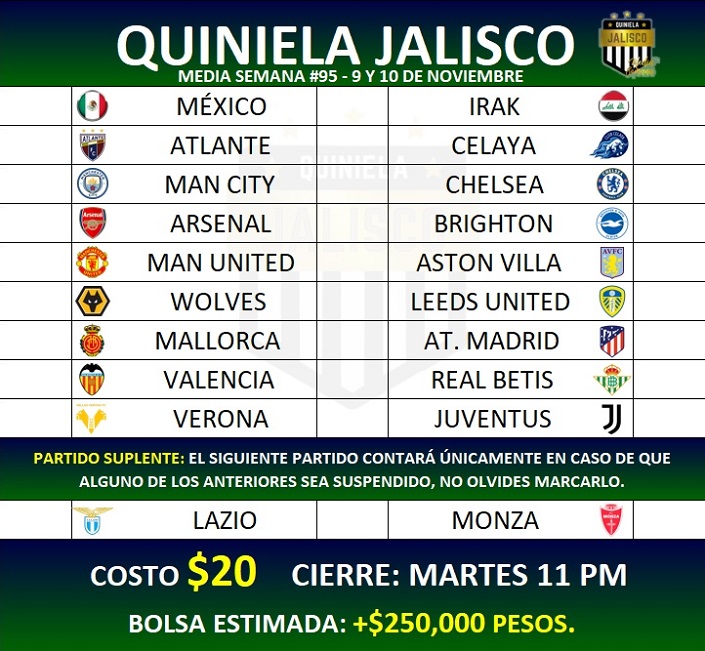 QUINIELA JALISCO
QUINIELA
JALISCO
MEDIA SEMANA #95 - 9 Y 10 DE NOVIEMBRE
MÉXICO IRAK
ATLANTE CELAYA
QUINIELA
MAN CITY CHELSEA
ARSENAL BRIGHTON
JALISCO
MAN UNITED ASTON VILLA
WOLVES LEEDS UNITED
MALLORCA AT. MADRID
VALENCIA REAL BETIS
VERONA JUVENTUS
PARTIDO SUPLENTE: EL SIGUIENTE PARTIDO CONTARÁ ÚNICAMENTE EN CASO DE QUE
ALGUNO DE LOS ANTERIORES SEA SUSPENDIDO, NO OLVIDES MARCARLO.
LAZIO MONZA
COSTO $20 CIERRE: MARTES 11 PM
BOLSA ESTIMADA: +$250,000 PESOS.